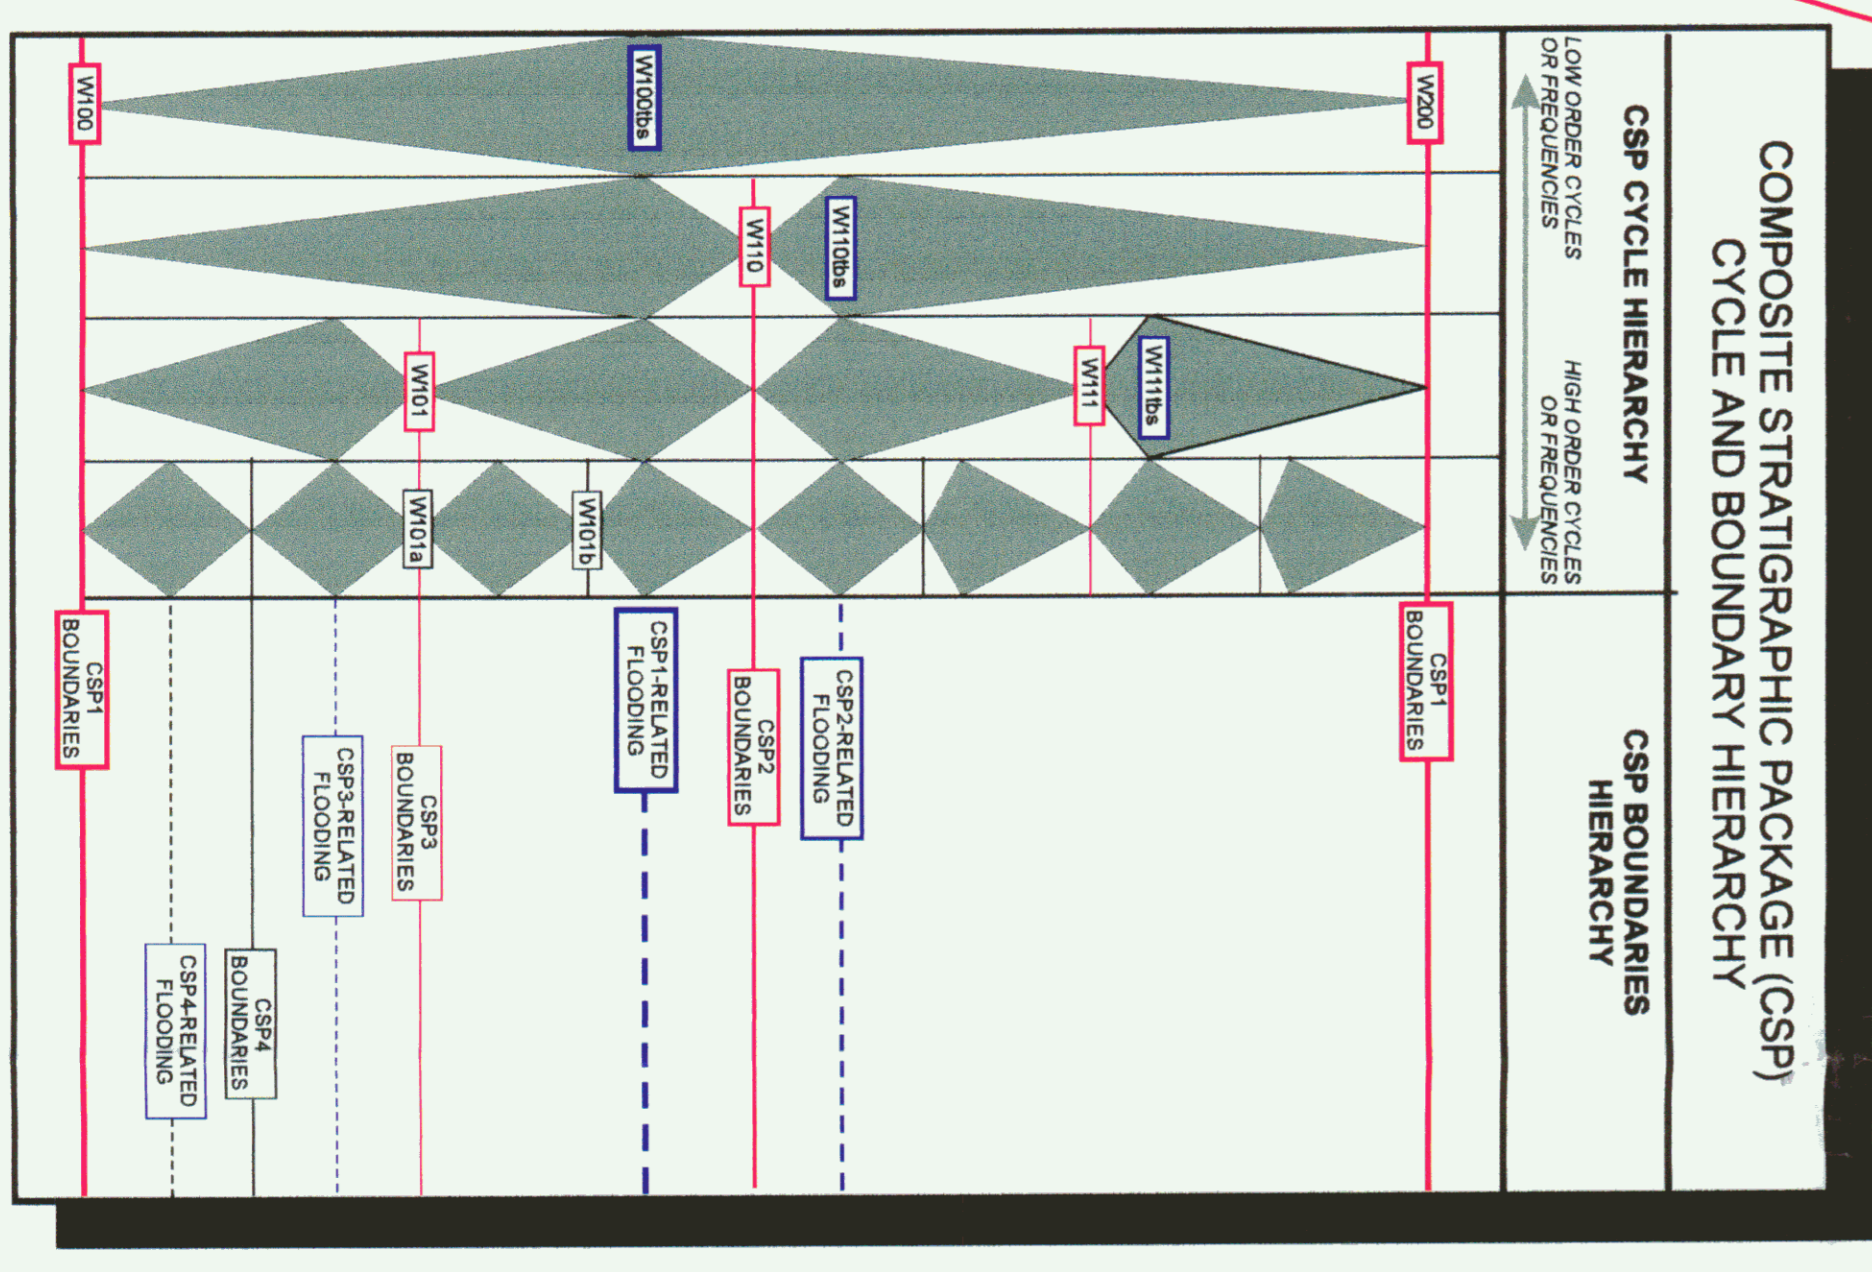 COMPOSITE STRATIGRAPHIC PACKAGE (CSP)
CYCLE AND BOUNDARY HIERARCHY
CSP CYCLE HIERARCHY
CSP BOUNDARIES
HIERARCHY
LOW ORDER CYCLES
OR FREQUENCIES
HIGH ORDER CYCLES
OR FREQUENCIES
W200
CSP1
BOUNDARIES
W111tbs
W111
W110tbs
CSP2-RELATED
FLOODING
W110
CSP2
BOUNDARIES
W100tbs
CSP1-RELATED
FLOODING
W101b
W101
W101a
CSP3
BOUNDARIES
CSP3-RELATED
FLOODING
CSP4
BOUNDARIES
CSP4-RELATED
FLOODING
W100
CSP1
BOUNDARIES